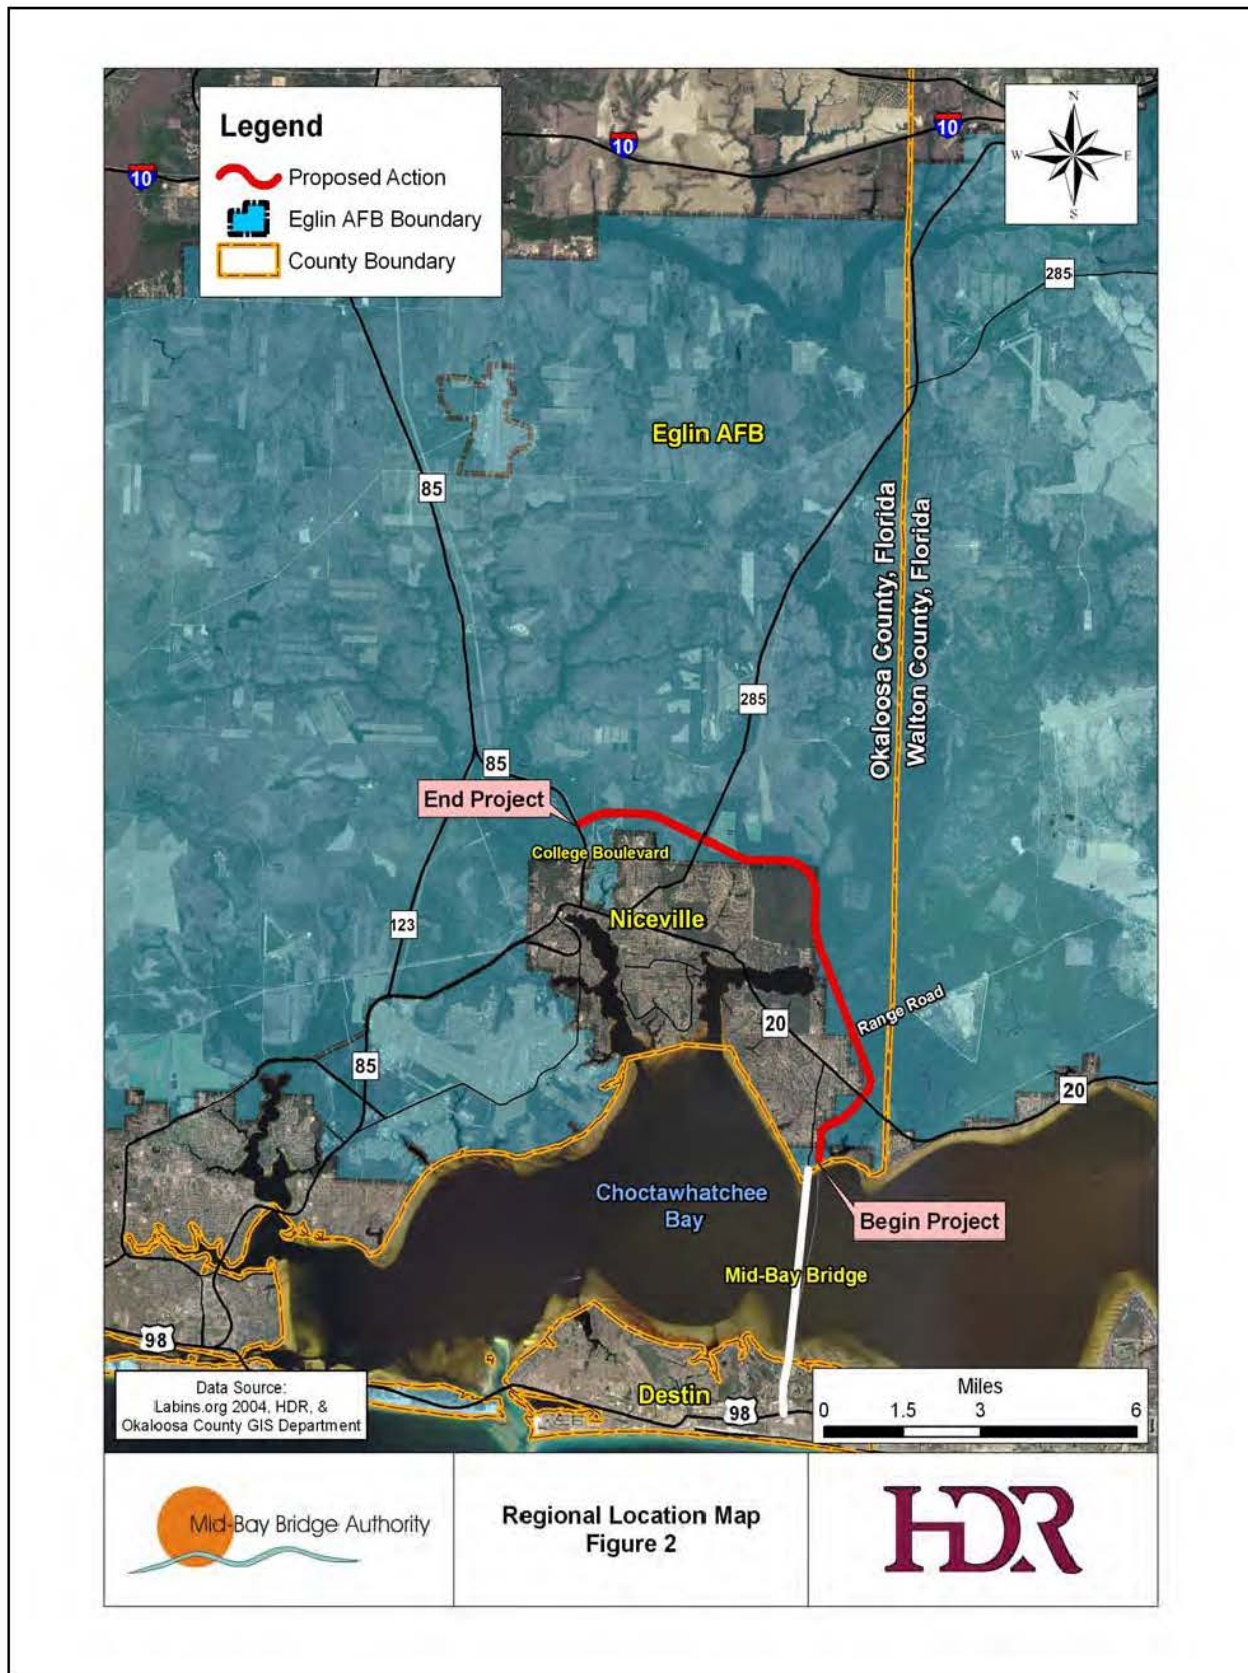 Legend
Proposed Action
Eglin AFB Boundary
County Boundary
10
10
10
N
W
E
S
285
Eglin AFB
85
Okaloosa County, Florida
Walton County, Florida
285
85
End Project
College Boulevard
Niceville
123
20
Range Road
85
20
Choctawhatchee
Bay
Begin Project
Mid-Bay Bridge
98
Destin
98
Data Source:
Labins.org 2004, HDR, &
Okaloosa County GIS Department
Miles
0 1.5 3 6
Mid-Bay Bridge Authority
Regional Location Map
Figure 2
HDR